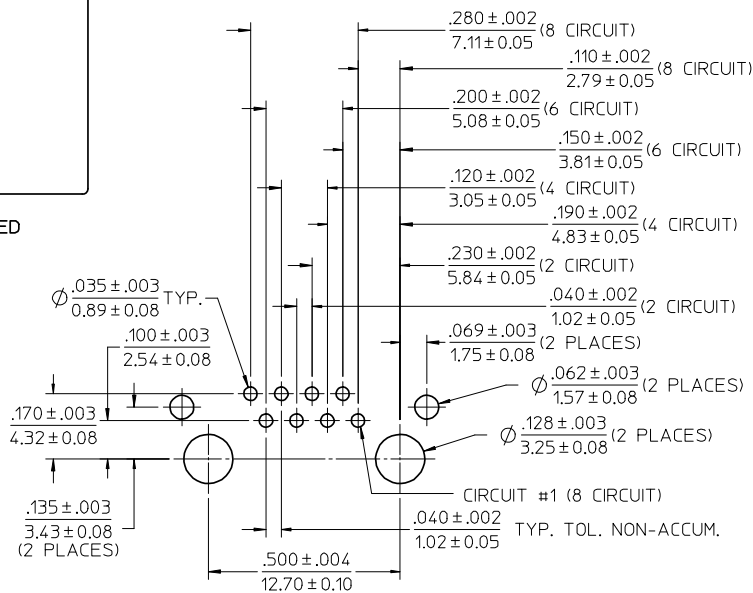 .280±.002 (8 CIRCUIT)
7.11±0.05
.110±.002 (8 CIRCUIT)
2.79±0.05
.200±.002 (6 CIRCUIT)
5.08±0.05
.150±.002 (6 CIRCUIT)
3.81±0.05
.120±.002 (4 CIRCUIT)
3.05±0.05
.190±.002 (4 CIRCUIT)
4.83±0.05
ED
.230±.002 (2 CIRCUIT)
5.84±0.05
Ø .035±.003 TYP.
0.89±0.08
.040±.002 (2 CIRCUIT)
1.02±0.05
.100±.003
2.54±0.08
.069±.003 (2 PLACES)
1.75±0.08
Ø .062±.003 (2 PLACES)
1.57±0.08
.170±.003
4.32±0.08
Ø .128±.003 (2 PLACES)
3.25±0.08
CIRCUIT #1 (8 CIRCUIT)
.135±.003
3.43±0.08
(2 PLACES)
.040±.002 TYP. TOL. NON-ACCUM.
1.02±0.05
.500±.004
12.70±0.10